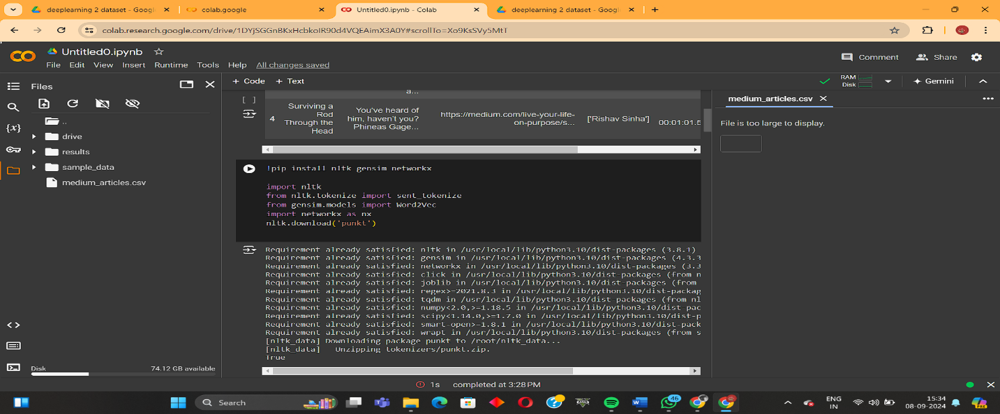 deeplearning 2 dataset - Googl
colab.google
Untitled0.ipynb - Colab
deeplearning 2 dataset - Googl
colab.research.google.com/drive/1DYjSGGnBKxHcbkoIR90d4VQEAimX3A0Y#scrollTo=Xo9KsSVy5MtT
Untitled0.ipynb
File Edit View Insert Runtime Tools Help All changes saved
Comment Share
Files
+ Code + Text
RAM
Disk
Gemini
..
drive
results
sample_data
medium_articles.csv
Disk 74.12 GB available
[ ]
a...
4
Surviving a
Rod
Through the
Head
You've heard of
him, haven't you?
Phineas Gage...
https://medium.com/live-your-life-
on-purpose/s...
['Rishav Sinha']
00:01:01.5
!pip install nltk gensim networkx
import nltk
from nltk.tokenize import sent_tokenize
from gensim.models import Word2Vec
import networkx as nx
nltk.download('punkt')
Requirement already satisfied: nltk in /usr/local/lib/python3.10/dist-packages (3.8.1)
Requirement already satisfied: gensim in /usr/local/lib/python3.10/dist-packages (4.3.3
Requirement already satisfied: networkx in /usr/local/lib/python3.10/dist-packages (3.3
Requirement already satisfied: click in /usr/local/lib/python3.10/dist-packages (from n
Requirement already satisfied: joblib in /usr/local/lib/python3.10/dist-packages (from
Requirement already satisfied: regex>=2021.8.3 in /usr/local/lib/python3.10/dist-packag
Requirement already satisfied: tqdm in /usr/local/lib/python3.10/dist-packages (from nl
Requirement already satisfied: numpy<2.0,>=1.18.5 in /usr/local/lib/python3.10/dist-pac
Requirement already satisfied: scipy<1.14.0,>=1.7.0 in /usr/local/lib/python3.10/dist-p
Requirement already satisfied: smart-open>=1.8.1 in /usr/local/lib/python3.10/dist-pack
Requirement already satisfied: wrapt in /usr/local/lib/python3.10/dist-packages (from s
[nltk_data] Downloading package punkt to /root/nltk_data...
[nltk_data]   Unzipping tokenizers/punkt.zip.
True
medium_articles.csv
File is too large to display.
1s completed at 3:28 PM
Search
46
ENG
IN
15:34
08-09-2024
PRE